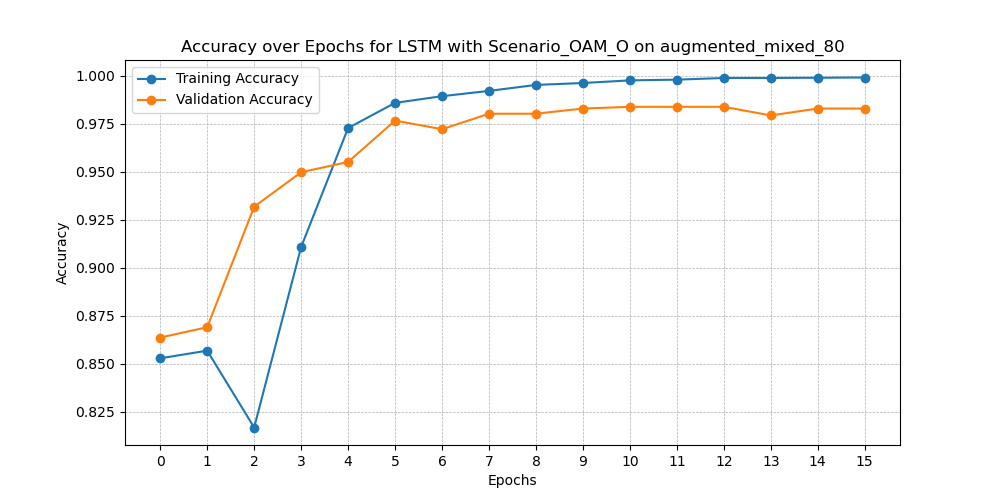 Accuracy over Epochs for LSTM with Scenario_OAM_O on augmented_mixed_80
Training Accuracy
Validation Accuracy
1.000
0.975
0.950
0.925
0.900
0.875
0.850
0.825
Accuracy
0 1 2 3 4 5 6 7 8 9 10 11 12 13 14 15
Epochs